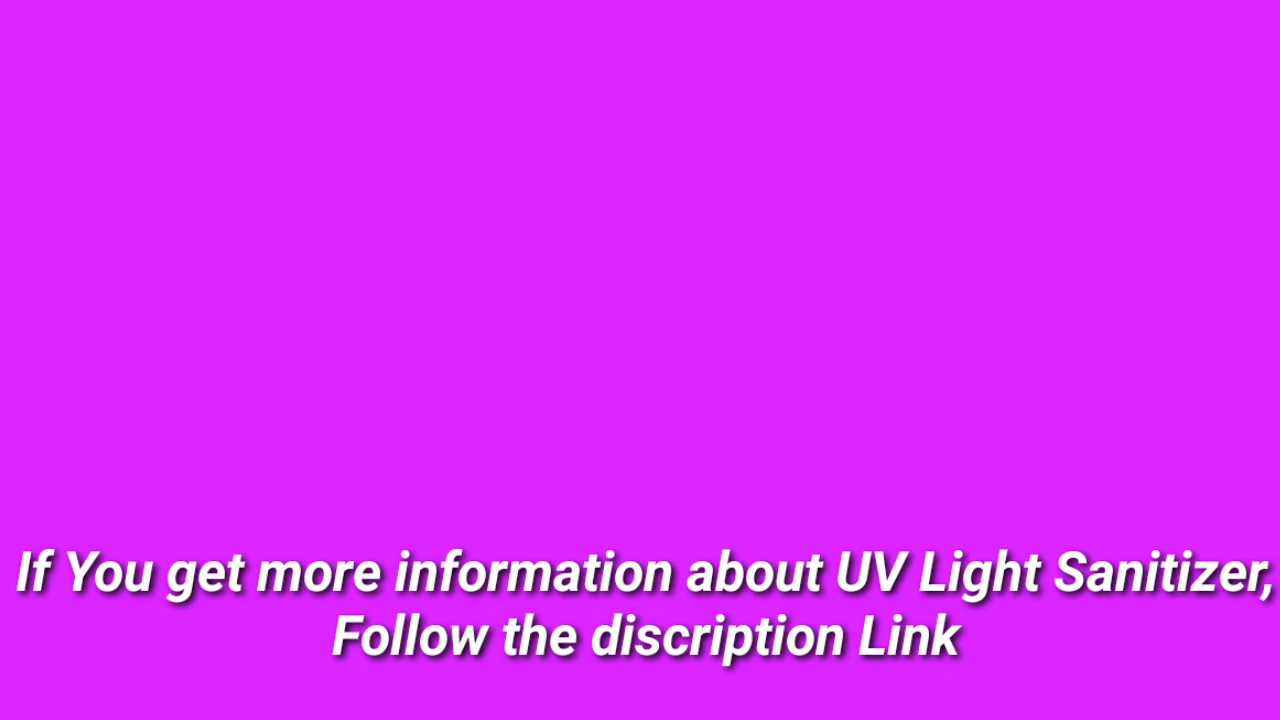 If You get more information about UV Light Sanitizer,
Follow the discription Link